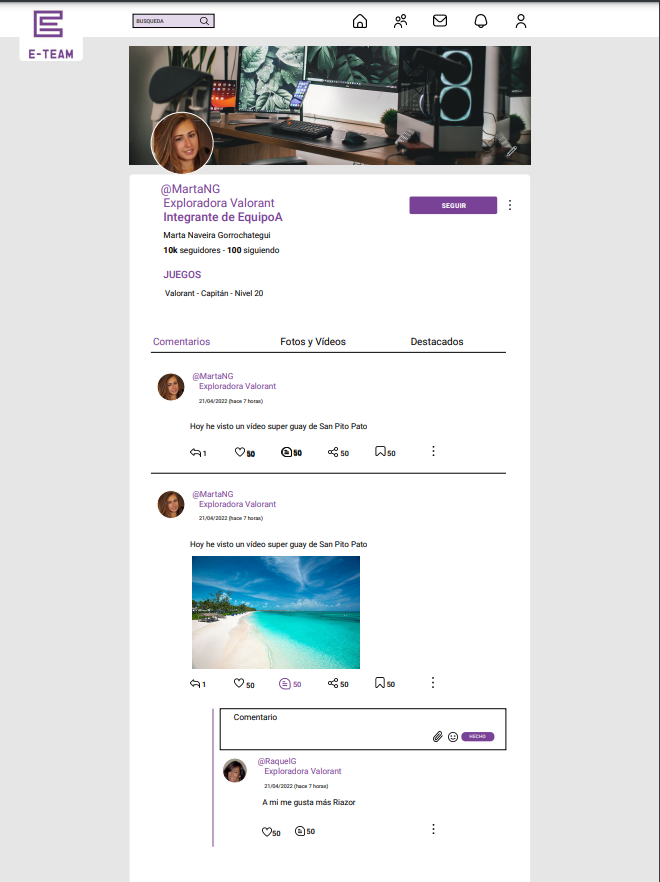 E-TEAM
BUSQUEDA
@MartaNG
Exploradora Valorant
Integrante de EquipoA
SEGUIR
Marta Naveira Gorrochategui
10k seguidores - 100 siguiendo
JUEGOS
Valorant - Capitán - Nivel 20
Comentarios Fotos y Vídeos Destacados
@MartaNG
Exploradora Valorant
21/04/2022 (hace 7 horas)
Hoy he visto un vídeo super guay de San Pito Pato
1 50 50 50 50
@MartaNG
Exploradora Valorant
21/04/2022 (hace 7 horas)
Hoy he visto un vídeo super guay de San Pito Pato
1 50 50 50 50
Comentario
HECHO
@RaquelG
Exploradora Valorant
21/04/2022 (hace 7 horas)
A mi me gusta más Riazor
50 50